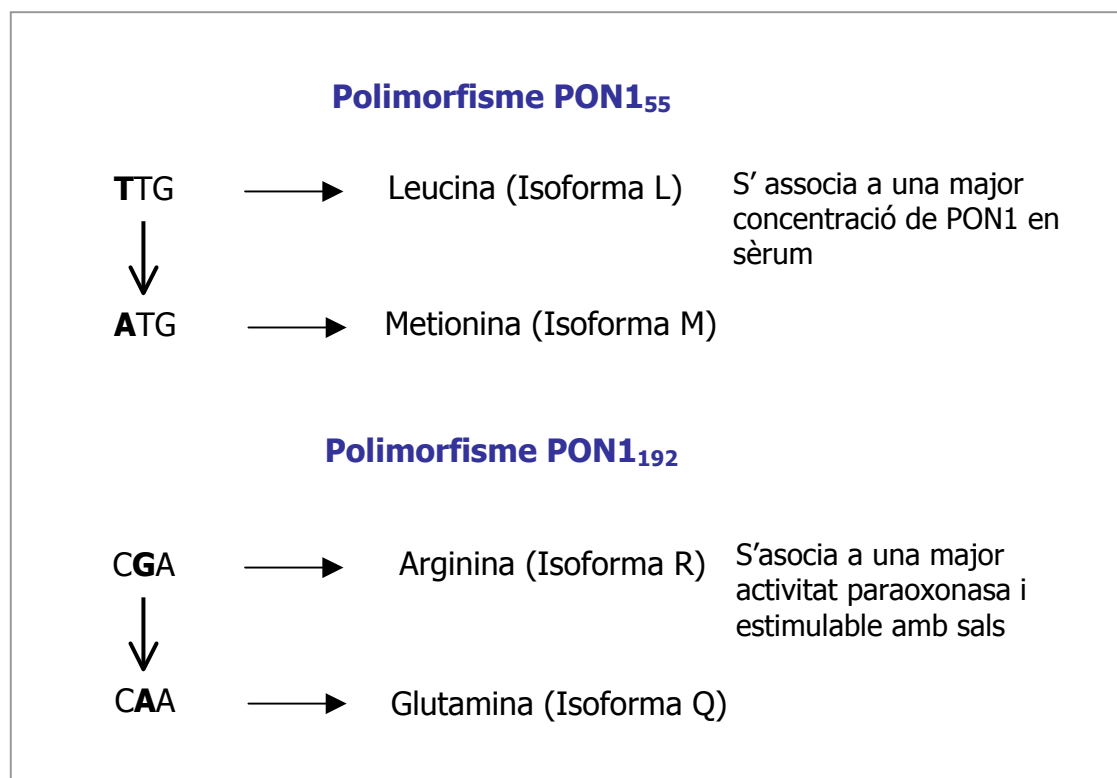 Polimorfisme PON1₅₅
TTG Leucina (Isoforma L) S' associa a una major
concentració de PON1 en
sèrum
ATG Metionina (Isoforma M)
Polimorfisme PON1₁₉₂
CGA Arginina (Isoforma R) S'asocia a una major
activitat paraoxonasa i
estimulable amb sals
CAA Glutamina (Isoforma Q)